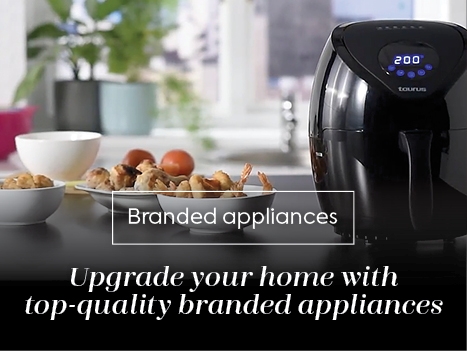 200°
taurus
Branded appliances
Upgrade your home with
top-quality branded appliances